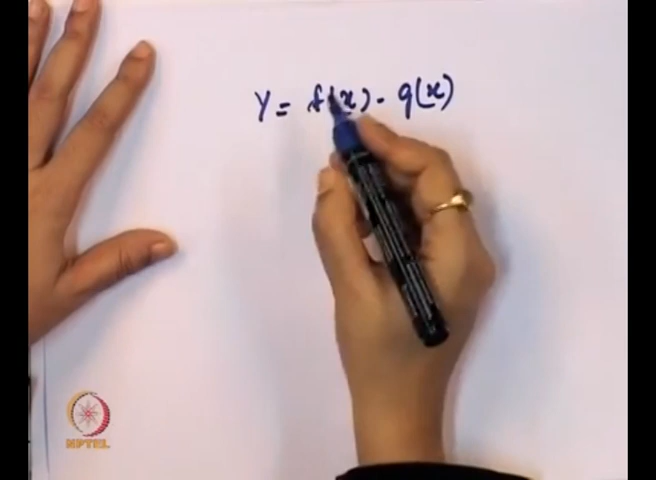 Y = f(x) - g(x)
NPTEL